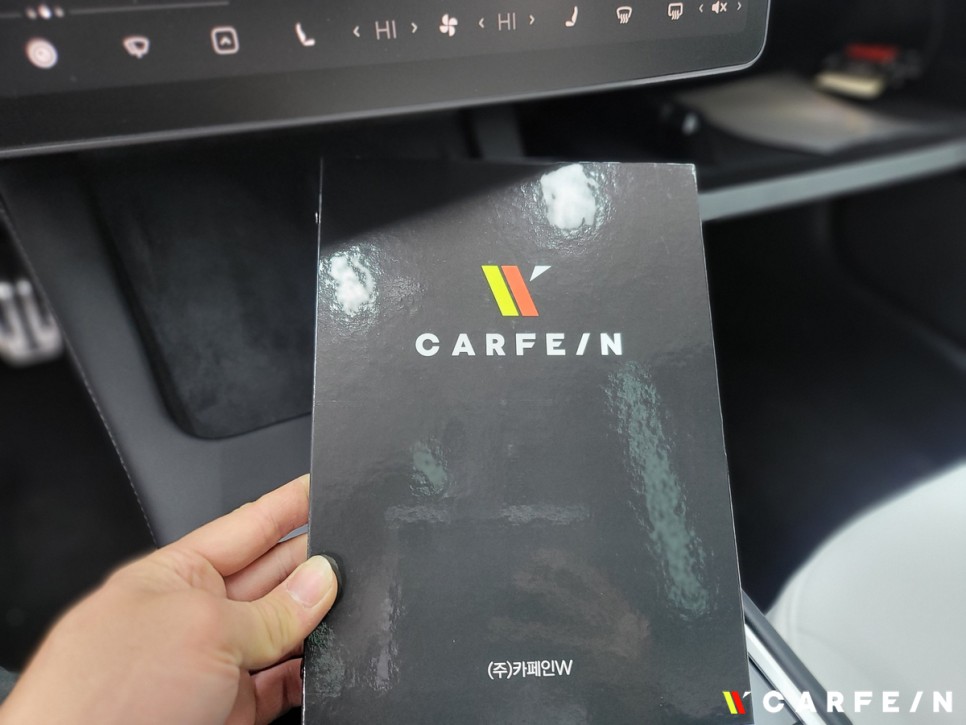 HI HI
CARFE/N
(주)카페인W
CARFE/N